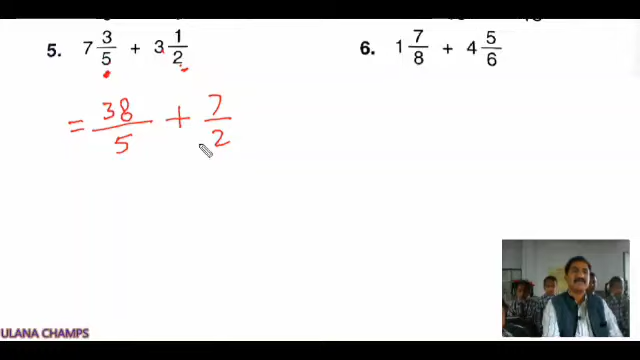 5. 7 3/5 + 3 1/2
= 38/5 + 7/2
6. 1 7/8 + 4 5/6
ULANA CHAMPS